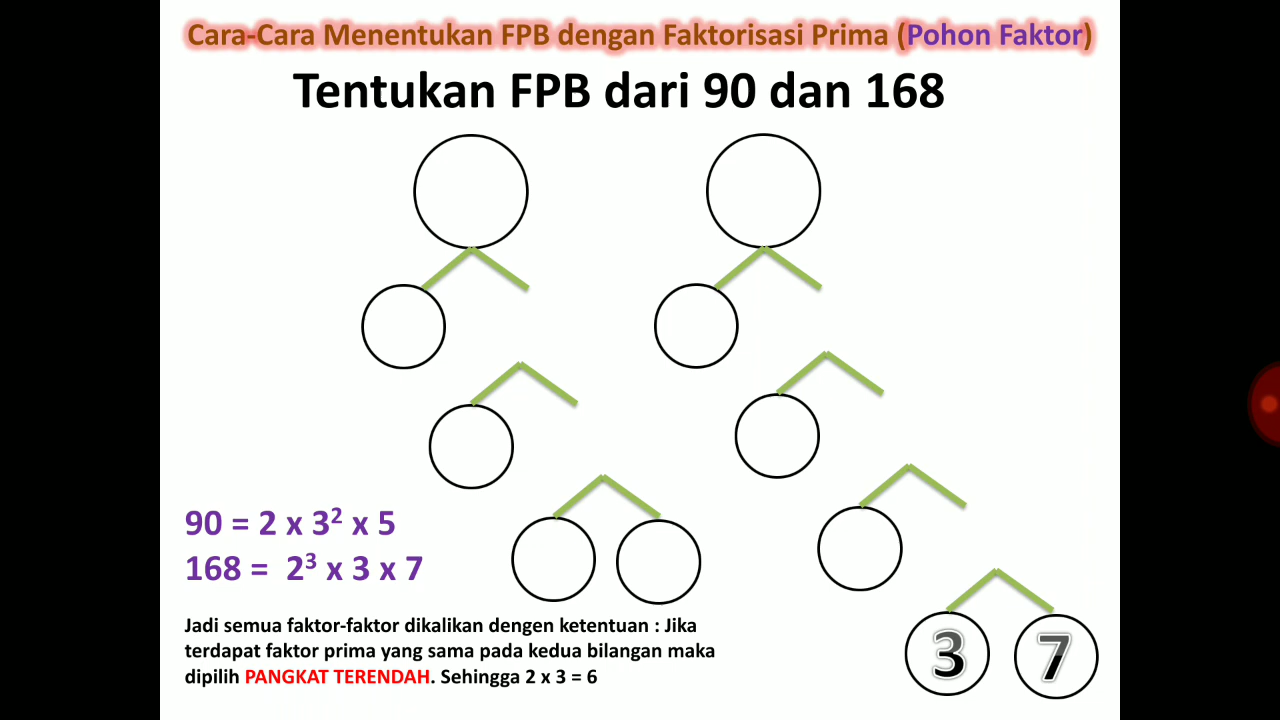 Cara-Cara Menentukan FPB dengan Faktorisasi Prima (Pohon Faktor)
Tentukan FPB dari 90 dan 168
90 = 2 x 3² x 5
168 = 2³ x 3 x 7
Jadi semua faktor-faktor dikalikan dengen ketentuan : Jika
terdapat faktor prima yang sama pada kedua bilangan maka
dipilih PANGKAT TERENDAH. Sehingga 2 x 3 = 6
3 7